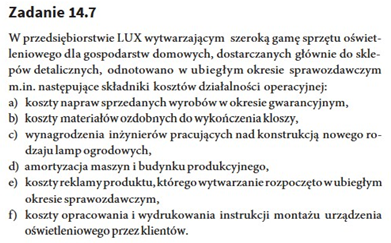 Zadanie 14.7
W przedsiębiorstwie LUX wytwarzającym szeroką gamę sprzętu oświet-
leniowego dla gospodarstw domowych, dostarczanych głównie do skle-
pów detalicznych, odnotowano w ubiegłym okresie sprawozdawczym
m.in. następujące składniki kosztów działalności operacyjnej:
a) koszty napraw sprzedanych wyrobów w okresie gwarancyjnym,
b) koszty materiałów ozdobnych do wykończenia kloszy,
c) wynagrodzenia inżynierów pracujących nad konstrukcją nowego ro-
dzaju lamp ogrodowych,
d) amortyzacja maszyn i budynku produkcyjnego,
e) koszty reklamy produktu, którego wytwarzanie rozpoczęto w ubiegłym
okresie sprawozdawczym,
f) koszty opracowania i wydrukowania instrukcji montażu urządzenia
oświetleniowego przez klientów.